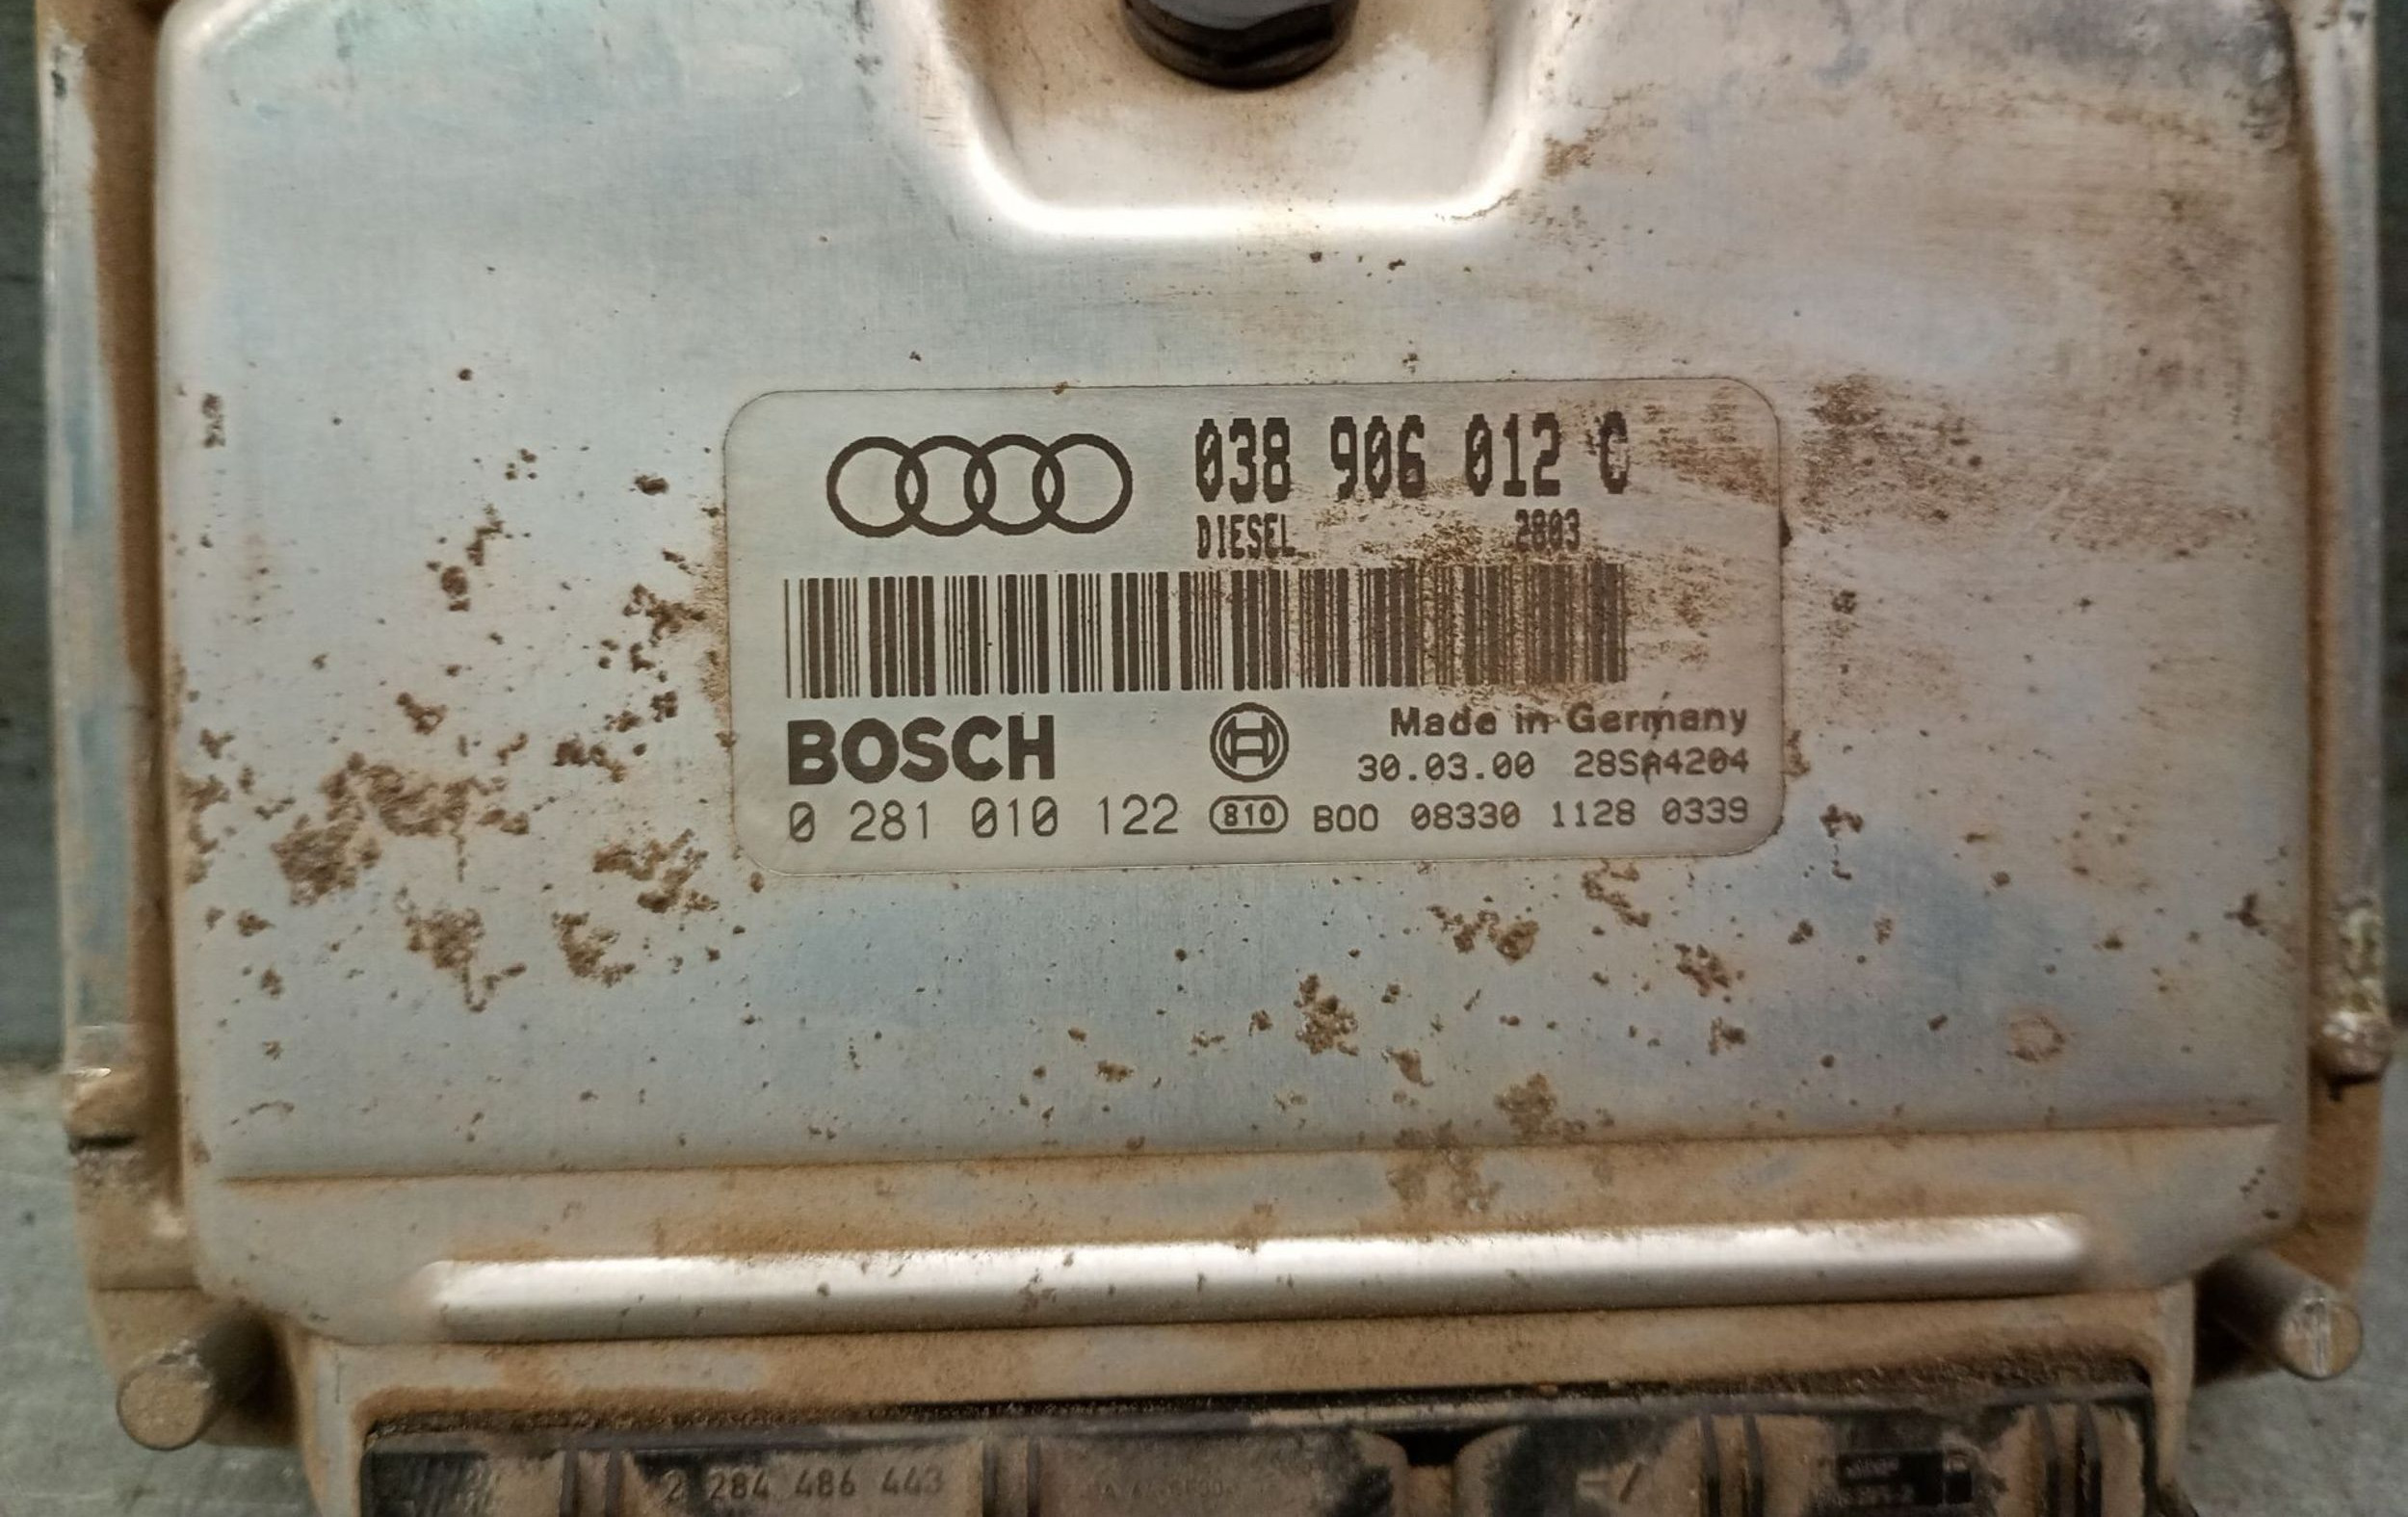 038 906 012 C
DIESEL 2803
BOSCH
Made in Germany
30.03.00 28SA4204
0 281 010 122 810 B00 08330 1128 0339
2 284 486 443